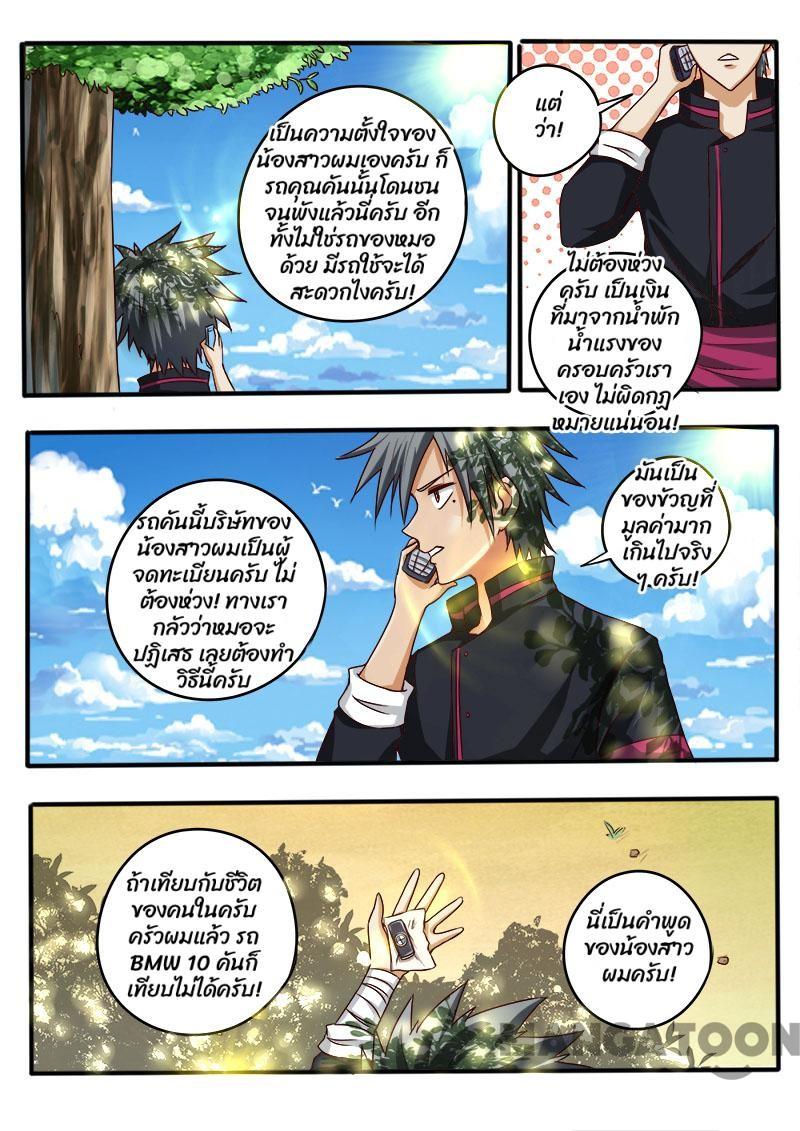 เป็นความตั้งใจของ
น้องสาวผมเองครับ ก็
รถคุณคันนั้นโดนชน
จนพังแล้วนี่ครับ อีก
ทั้งไม่ใช่รถของหมอ
ด้วย มีรถใช้จะได้
สะดวกไงครับ!
แต่
ว่า!
ไม่ต้องห่วง
ครับ เป็นเงิน
ที่มาจากน้ำพัก
น้ำแรงของ
ครอบครัวเรา
เอง ไม่ผิดกฏ
หมายแน่นอน!
มันเป็น
ของขัวญที่
มูลค่ามาก
เกินไปจริง
ๆ ครับ!
รถคันนี้บริษัทของ
น้องสาวผมเป็นผู้
จดทะเบียนครับ ไม่
ต้องห่วง! ทางเรา
กลัวว่าหมอจะ
ปฏิเสธ เลยต้องทำ
วิธีนี้ครับ
ถ้าเทียบกับชีวิต
ของคนในครับ
ครัวผมแล้ว รถ
BMW 10 คันก็
เทียบไม่ได้ครับ!
นี่เป็นคำพูด
ของน้องสาว
ผมครับ!
MANGATOON